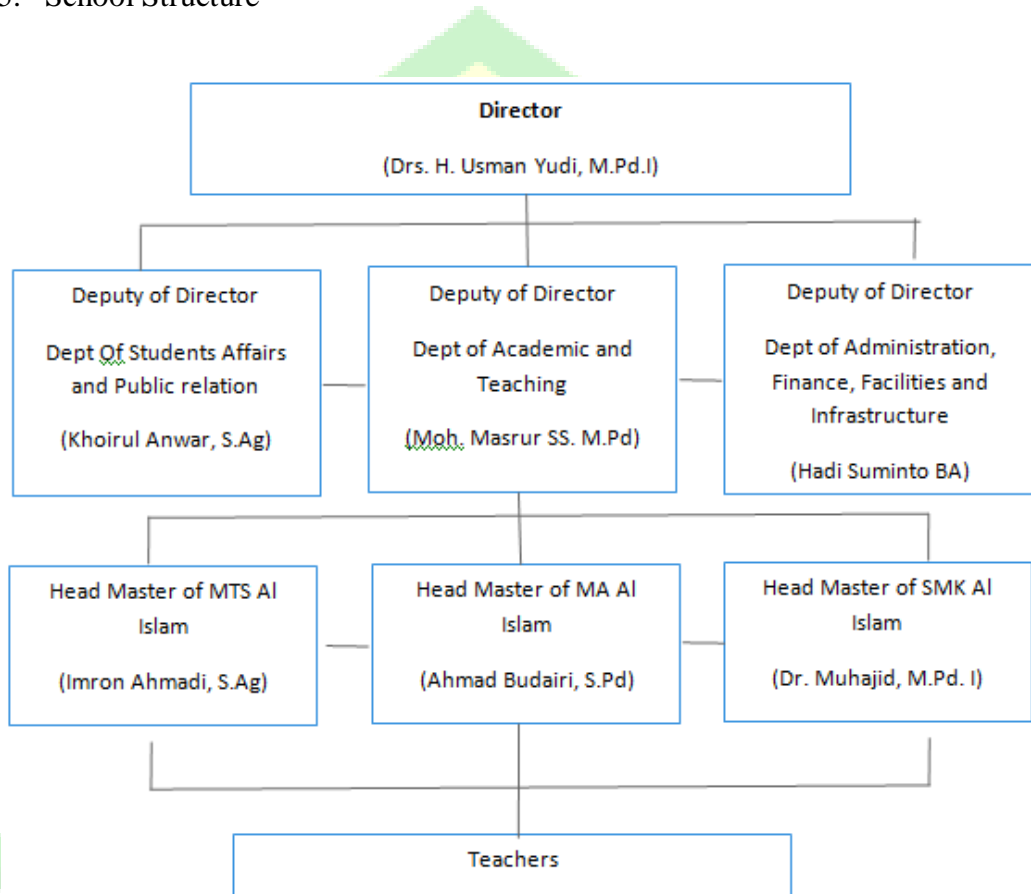 School Structure
Director
(Drs. H. Usman Yudi, M.Pd.I)
Deputy of Director
Dept Of Students Affairs
and Public relation
(Khoirul Anwar, S.Ag)
Deputy of Director
Dept of Academic and
Teaching
(Moh. Masrur SS. M.Pd)
Deputy of Director
Dept of Administration,
Finance, Facilities and
Infrastructure
(Hadi Suminto BA)
Head Master of MTS Al
Islam
(Imron Ahmadi, S.Ag)
Head Master of MA Al
Islam
(Ahmad Budairi, S.Pd)
Head Master of SMK Al
Islam
(Dr. Muhajid, M.Pd. I)
Teachers